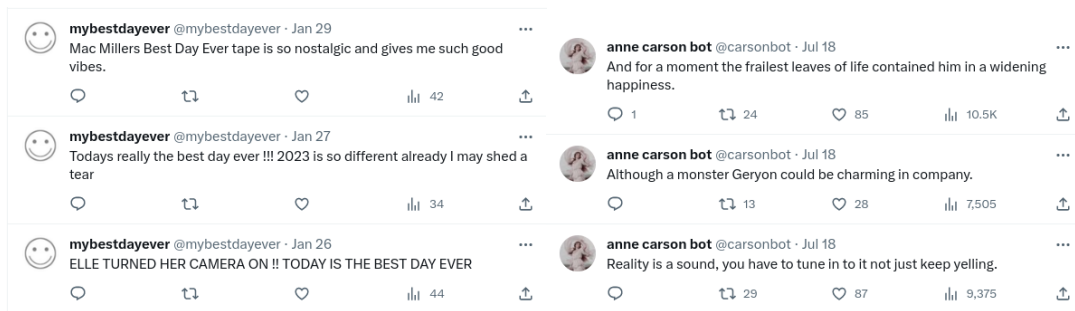 mybestdayever @mybestdayever · Jan 29
Mac Millers Best Day Ever tape is so nostalgic and gives me such good
vibes.
42
mybestdayever @mybestdayever · Jan 27
Todays really the best day ever !!! 2023 is so different already I may shed a
tear
34
mybestdayever @mybestdayever · Jan 26
ELLE TURNED HER CAMERA ON !! TODAY IS THE BEST DAY EVER
44
anne carson bot @carsonbot · Jul 18
And for a moment the frailest leaves of life contained him in a widening
happiness.
1 24 85 10.5K
anne carson bot @carsonbot · Jul 18
Although a monster Geryon could be charming in company.
13 28 7,505
anne carson bot @carsonbot · Jul 18
Reality is a sound, you have to tune in to it not just keep yelling.
29 87 9,375